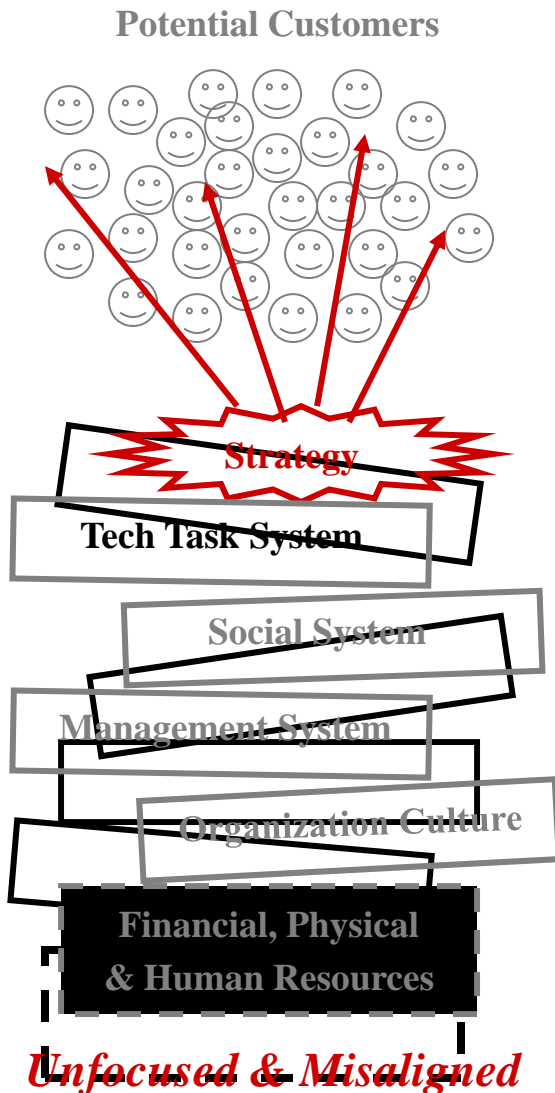 Potential Customers
Strategy
Tech Task System
Social System
Management System
Organization Culture
Financial, Physical
& Human Resources
Unfocused & Misaligned